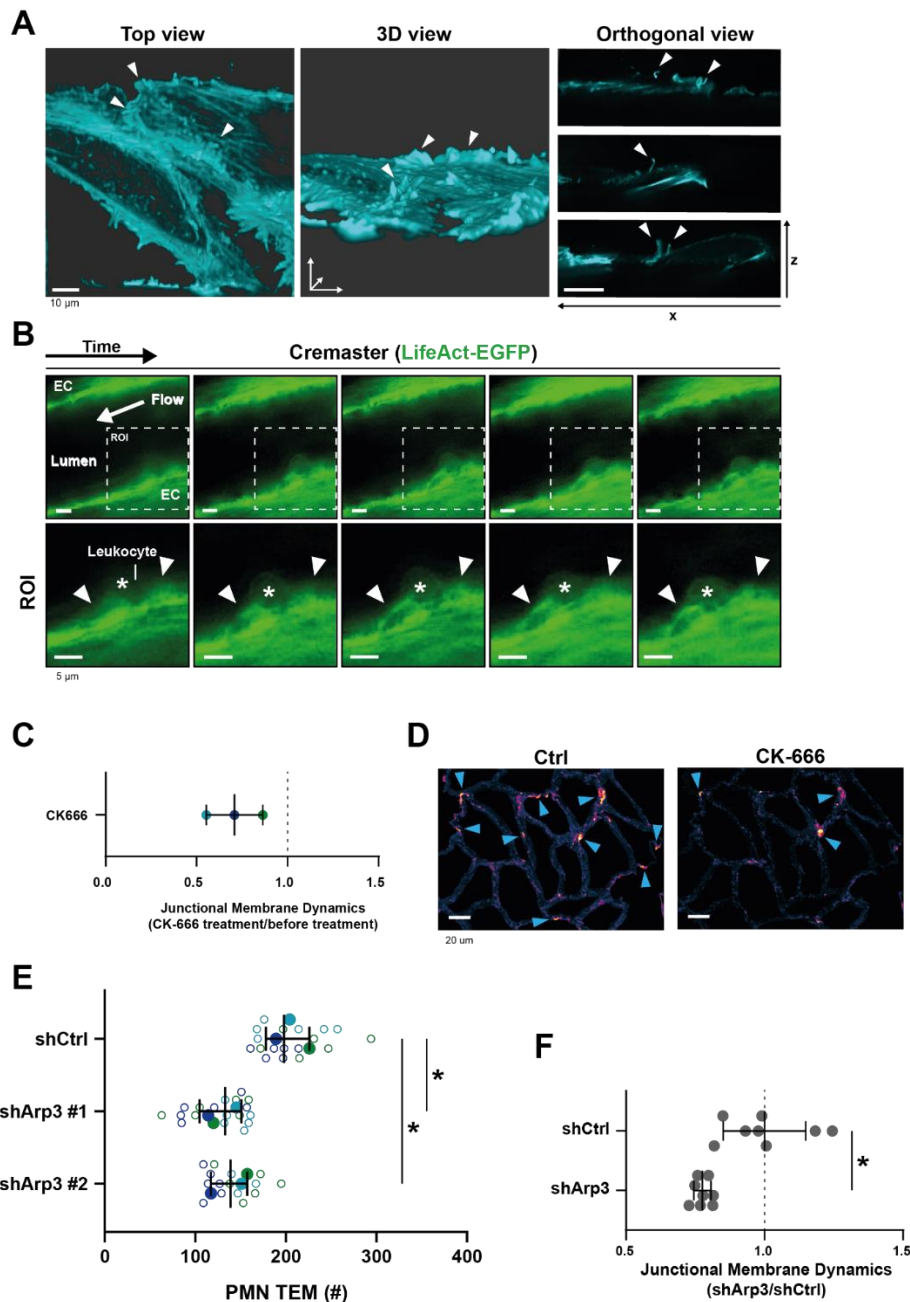 A
Top view
3D view
Orthogonal view
10 µm
z
x
B
Time
Cremaster (LifeAct-EGFP)
EC
Flow
ROI
Lumen
EC
ROI
Leukocyte
*
*
*
*
*
5 µm
C
CK666
0.0
0.5
1.0
1.5
Junctional Membrane Dynamics
(CK-666 treatment/before treatment)
D
Ctrl
CK-666
20 um
E
shCtrl
shArp3 #1
shArp3 #2
*
*
0
100
200
300
400
PMN TEM (#)
F
shCtrl
shArp3
*
0.5
1.0
1.5
Junctional Membrane Dynamics
(shArp3/shCtrl)